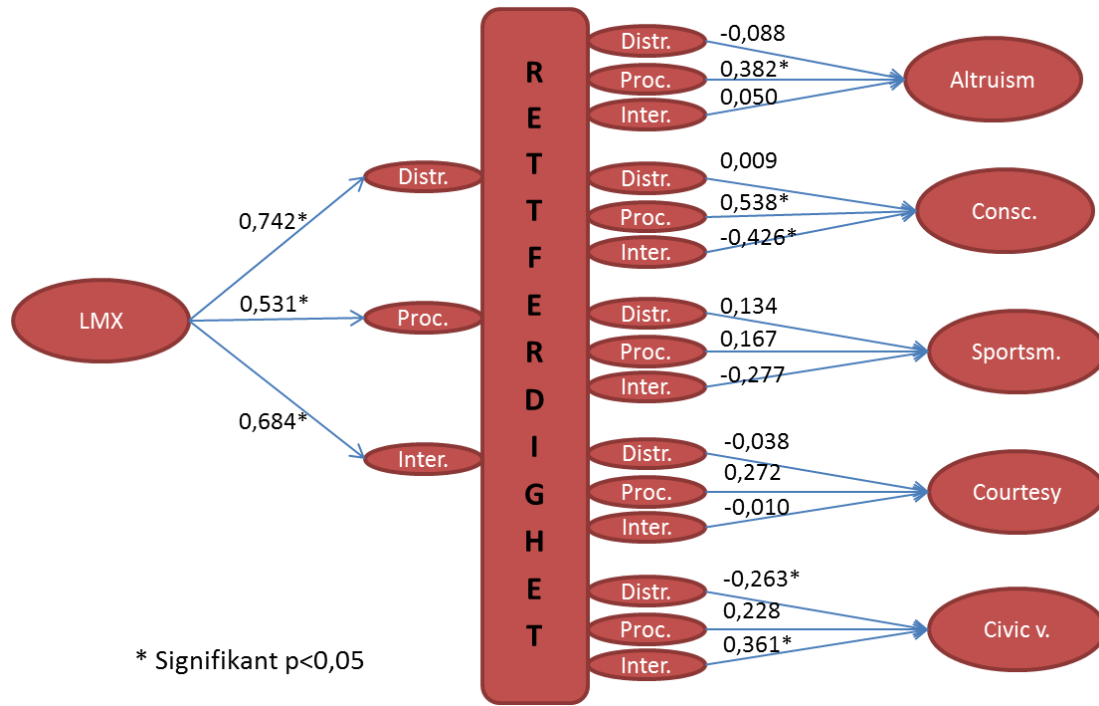 LMX
0,742*
0,531*
0,684*
Distr.
Proc.
Inter.
RETTFERDIGHET
Distr.
-0,088
Proc.
0,382*
Inter.
0,050
Altruism
Distr.
0,009
Proc.
0,538*
Inter.
-0,426*
Consc.
Distr.
0,134
Proc.
0,167
Inter.
-0,277
Sportsm.
Distr.
-0,038
Proc.
0,272
Inter.
-0,010
Courtesy
Distr.
-0,263*
Proc.
0,228
Inter.
0,361*
Civic v.
* Signifikant p<0,05